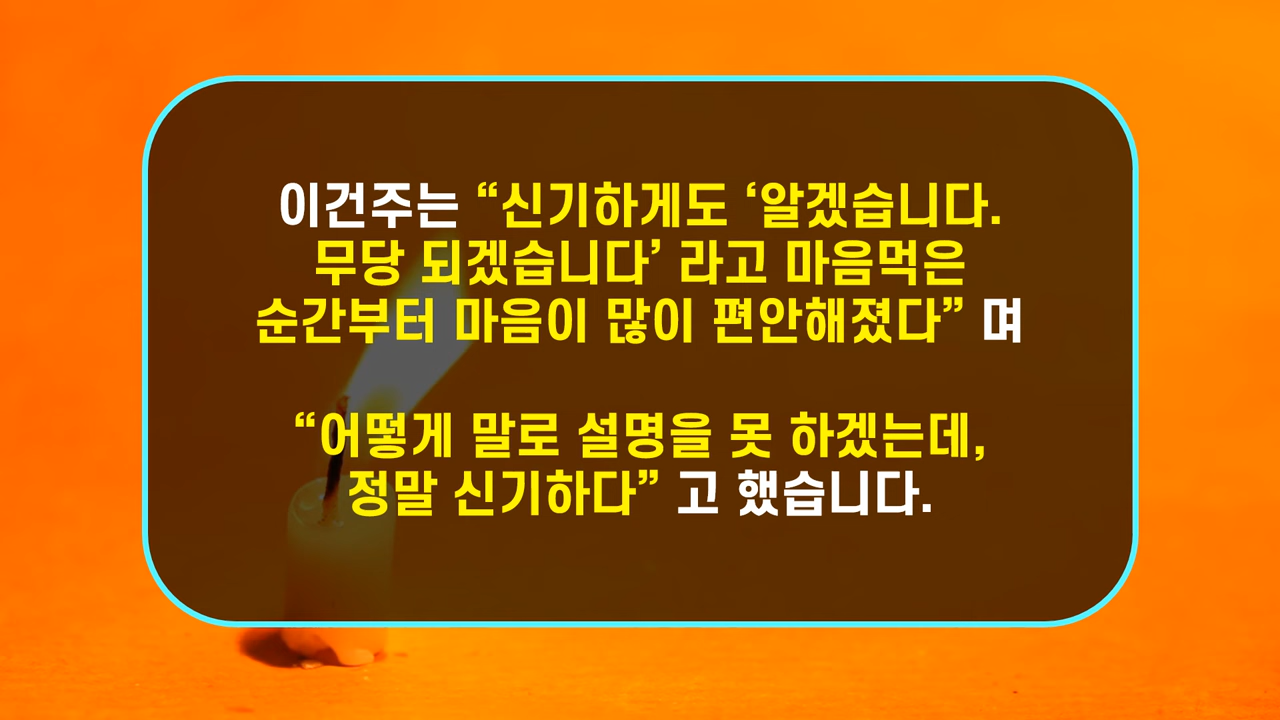 이건주는 “신기하게도 ‘알겠습니다.
무당 되겠습니다’ 라고 마음먹은
순간부터 마음이 많이 편안해졌다” 며
“어떻게 말로 설명을 못 하겠는데,
정말 신기하다” 고 했습니다.